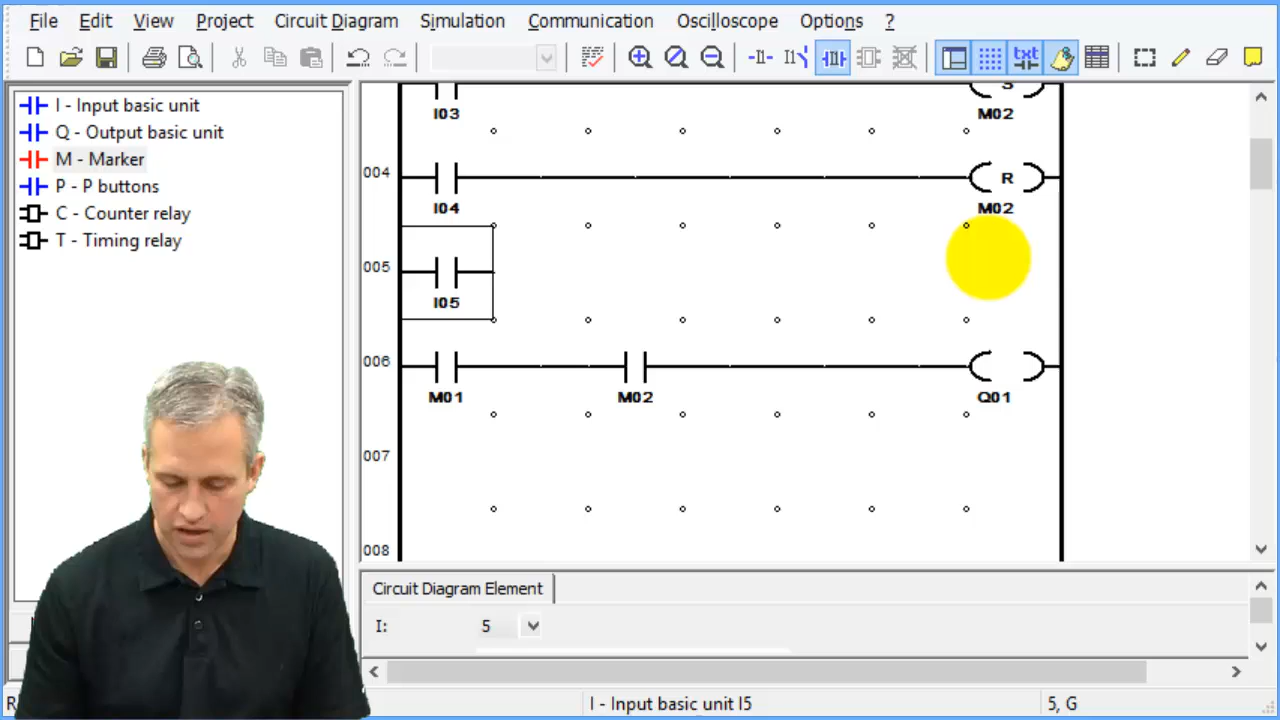 File Edit View Project Circuit Diagram Simulation Communication Oscilloscope Options ?
txt
I - Input basic unit
Q - Output basic unit
M - Marker
P - P buttons
C - Counter relay
T - Timing relay
S
I03 M02
004 R
I04 M02
005
I05
006
M01 M02 Q01
007
008
Circuit Diagram Element
I: 5
I - Input basic unit I5 5, G